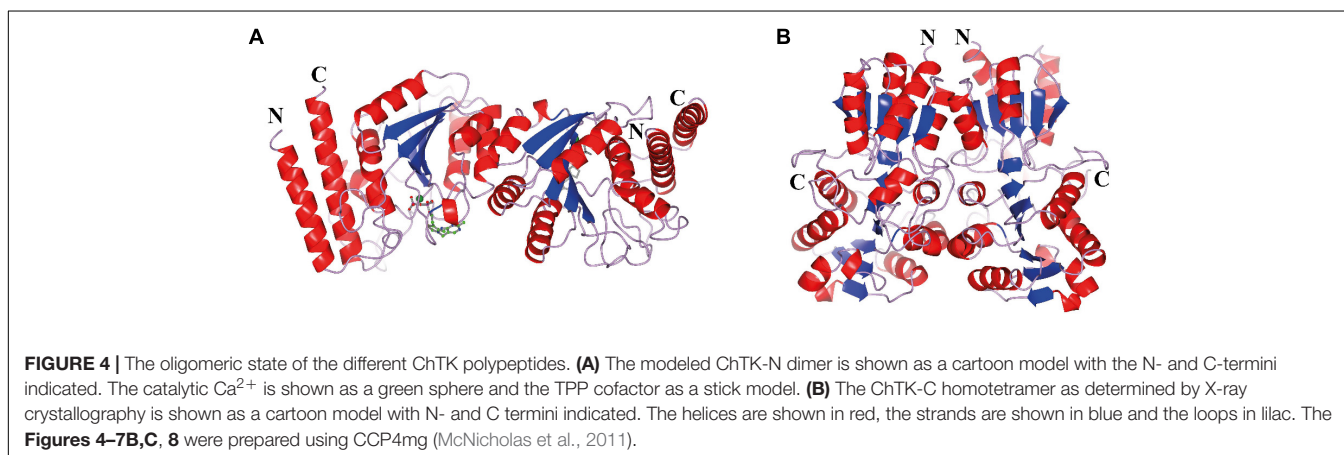 A
B
N N
C
N
C
N
C
C
FIGURE 4 | The oligomeric state of the different ChTK polypeptides. (A) The modeled ChTK-N dimer is shown as a cartoon model with the N- and C-termini
indicated. The catalytic Ca2+ is shown as a green sphere and the TPP cofactor as a stick model. (B) The ChTK-C homotetramer as determined by X-ray
crystallography is shown as a cartoon model with N- and C termini indicated. The helices are shown in red, the strands are shown in blue and the loops in lilac. The
Figures 4–7B,C, 8 were prepared using CCP4mg (McNicholas et al., 2011).